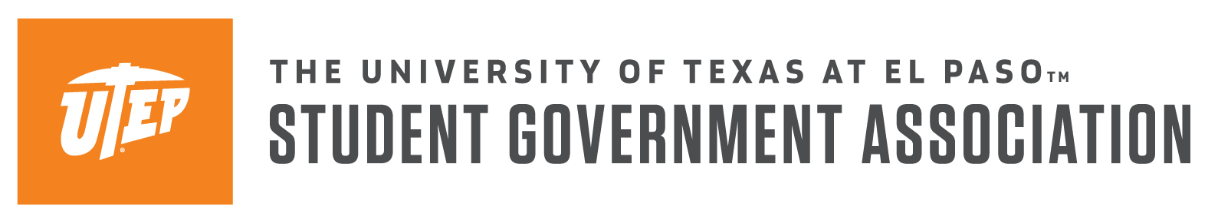 UTEP®
THE UNIVERSITY OF TEXAS AT EL PASO™
STUDENT GOVERNMENT ASSOCIATION